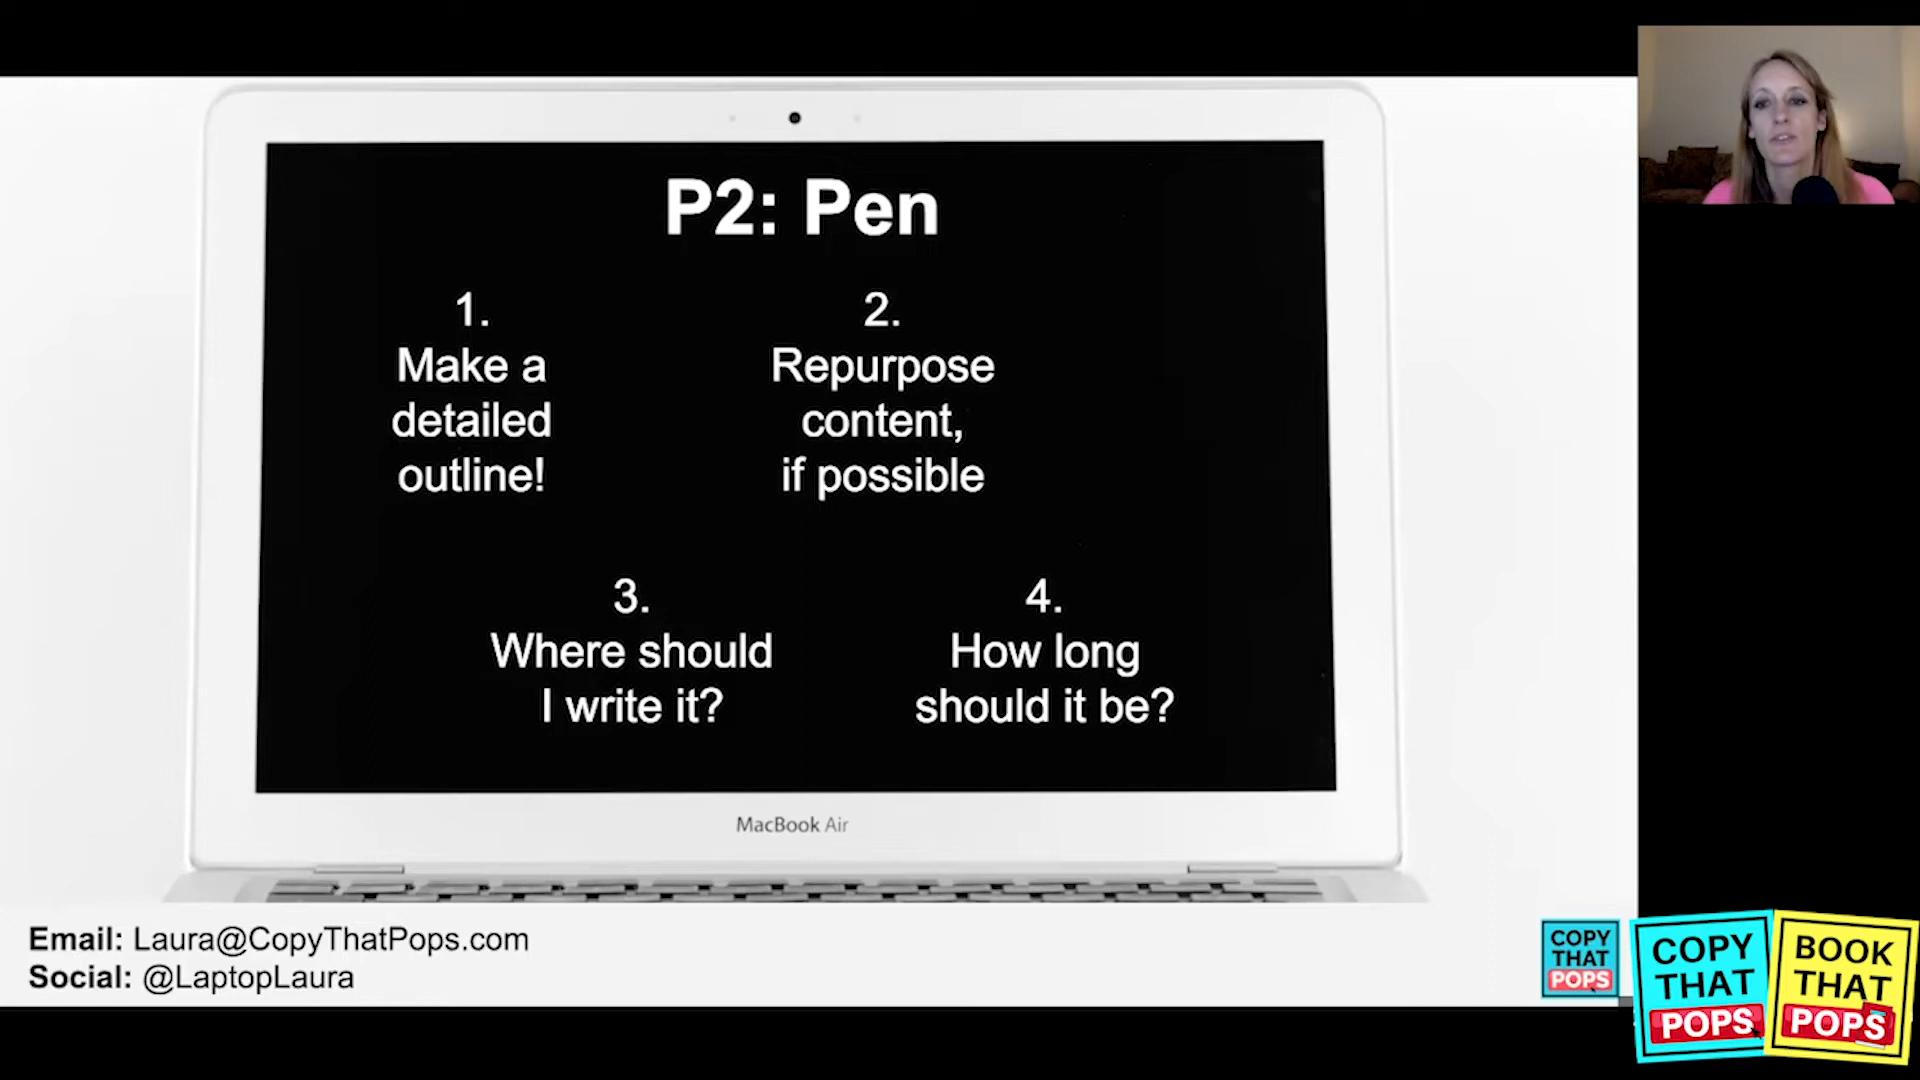 P2: Pen
1.
Make a
detailed
outline!
2.
Repurpose
content,
if possible
3.
Where should
I write it?
4.
How long
should it be?
MacBook Air
Email: Laura@CopyThatPops.com
Social: @LaptopLaura
COPY
THAT
POPS
COPY
THAT
POPS
BOOK
THAT
POPS